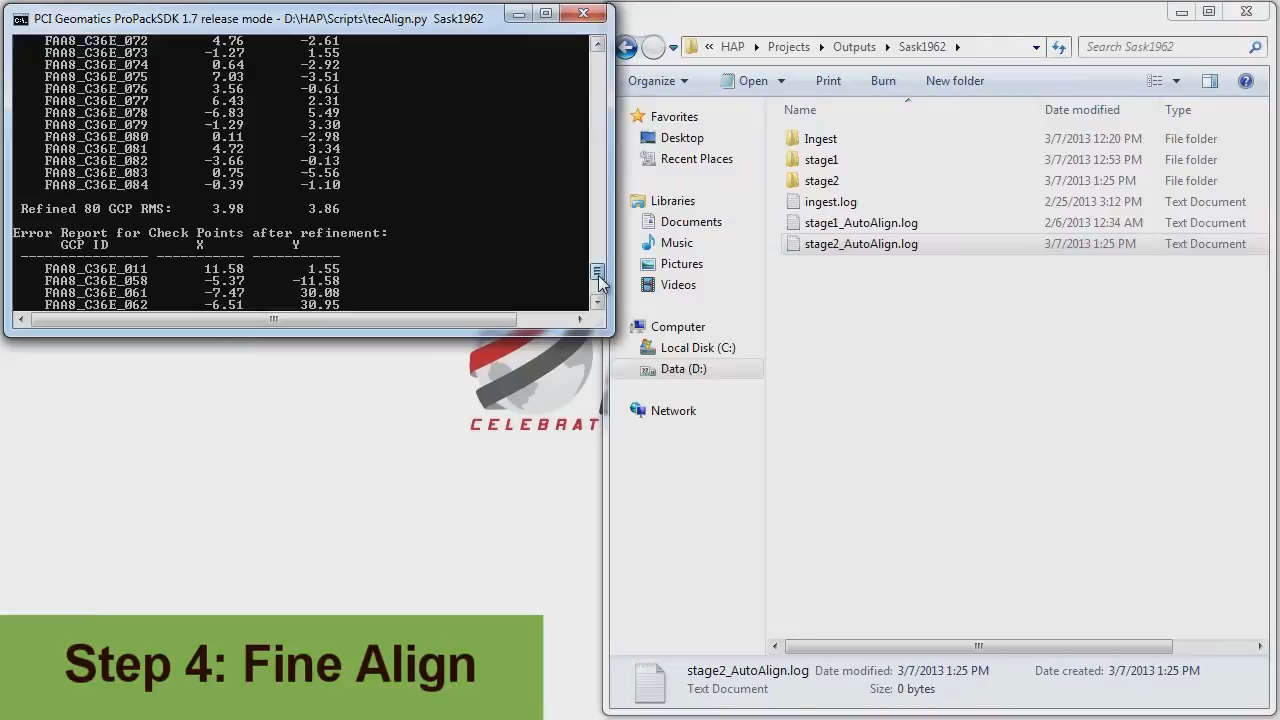 PCI Geomatics ProPackSDK 1.7 release mode - D:\HAP\Scripts\tecAlign.py Sask1962
FAA8_C36E_072 4.76 -2.61
FAA8_C36E_073 -1.27 1.55
FAA8_C36E_074 0.64 -2.92
FAA8_C36E_075 7.03 -3.51
FAA8_C36E_076 3.56 -0.61
FAA8_C36E_077 6.43 2.31
FAA8_C36E_078 -6.83 5.49
FAA8_C36E_079 -1.29 3.30
FAA8_C36E_080 0.11 -2.98
FAA8_C36E_081 4.72 3.34
FAA8_C36E_082 -3.66 -0.13
FAA8_C36E_083 0.75 -5.56
FAA8_C36E_084 -0.39 -1.10
Refined 80 GCP RMS: 3.98 3.86
Error Report for Check Points after refinement:
GCP ID X Y
FAA8_C36E_011 11.58 1.55
FAA8_C36E_058 -5.37 -11.58
FAA8_C36E_061 -7.47 30.08
FAA8_C36E_062 -6.51 30.95
CELEBRAT
Step 4: Fine Align
« HAP Projects Outputs Sask1962
Search Sask1962
Organize Open Print Burn New folder
Favorites
Desktop
Recent Places
Libraries
Documents
Music
Pictures
Videos
Computer
Local Disk (C:)
Data (D:)
Network
Name Date modified Type
Ingest 3/7/2013 12:20 PM File folder
stage1 3/7/2013 12:53 PM File folder
stage2 3/7/2013 1:25 PM File folder
ingest.log 2/25/2013 3:12 PM Text Document
stage1_AutoAlign.log 2/6/2013 12:34 AM Text Document
stage2_AutoAlign.log 3/7/2013 1:25 PM Text Document
stage2_AutoAlign.log Date modified: 3/7/2013 1:25 PM Date created: 3/7/2013 1:25 PM
Text Document Size: 0 bytes